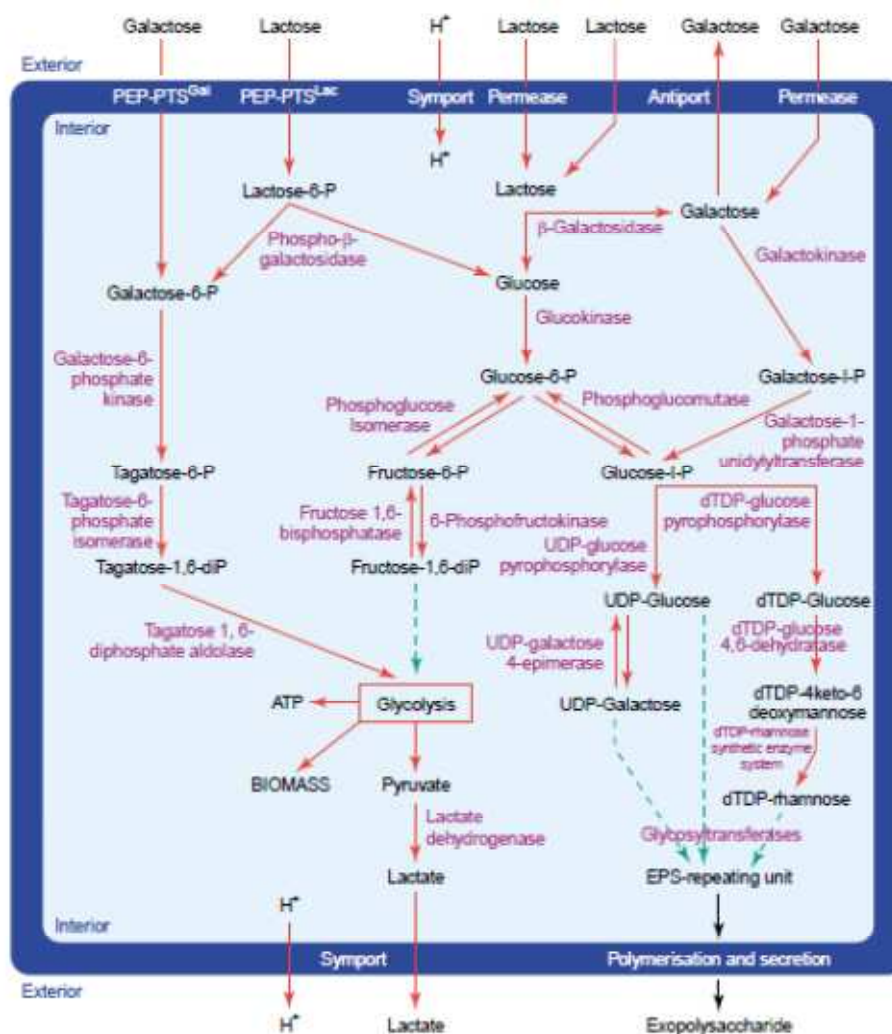 Galactose Lactose H+ Lactose Lactose Galactose Galactose
Exterior
PEP-PTSGal PEP-PTSLac Symport Permease Antiport Permease
Interior
H+
Lactose-6-P Lactose
Galactose
β-Galactosidase
Phospho-β-
galactosidase
Galactokinase
Galactose-6-P Glucose
Glucokinase
Galactose-6-
phosphate
kinase
Glucose-6-P Galactose-I-P
Phosphoglucose
Isomerase
Phosphoglucomutase
Galactose-1-
phosphate
unidylyltransferase
Tagatose-6-P Fructose-6-P Glucose-I-P
Tagatose-6-
phosphate
isomerase
Fructose 1,6-
bisphosphatase
6-Phosphofructokinase
dTDP-glucose
pyrophosphorylase
UDP-glucose
pyrophosphorylase
Tagatose-1,6-diP Fructose-1,6-diP
UDP-Glucose dTDP-Glucose
Tagatose 1, 6-
diphosphate aldolase
UDP-galactose
4-epimerase
dTDP-glucose
4,6-dehydratase
ATP Glycolysis UDP-Galactose
dTDP-4keto-6
deoxymannose
dTDP-rhamnose
synthetic enzyme
system
BIOMASS Pyruvate
dTDP-rhamnose
Lactate
dehydrogenase
Glycosyltransferases
Lactate EPS-repeating unit
H+
Interior
Symport Polymerisation and secretion
Exterior
H+ Lactate Exopolysaccharide